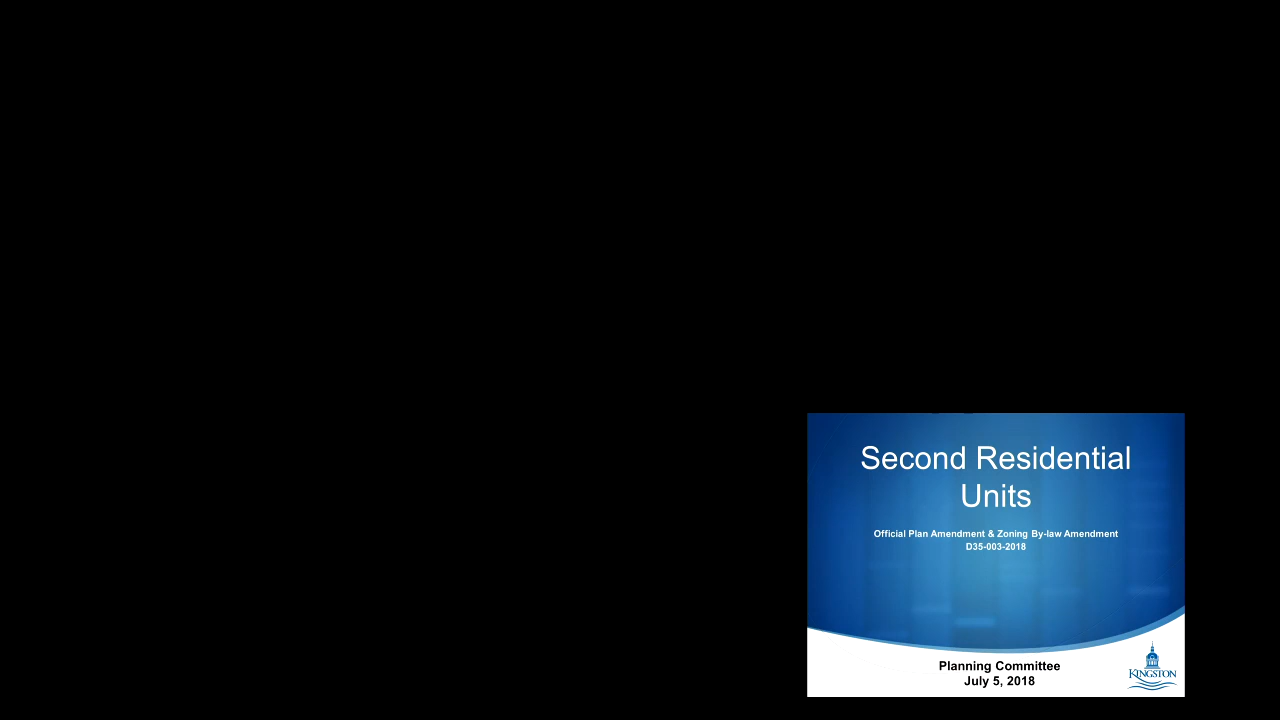 Second Residential
Units
Official Plan Amendment & Zoning By-law Amendment
D35-003-2018
Planning Committee
July 5, 2018
KINGSTON